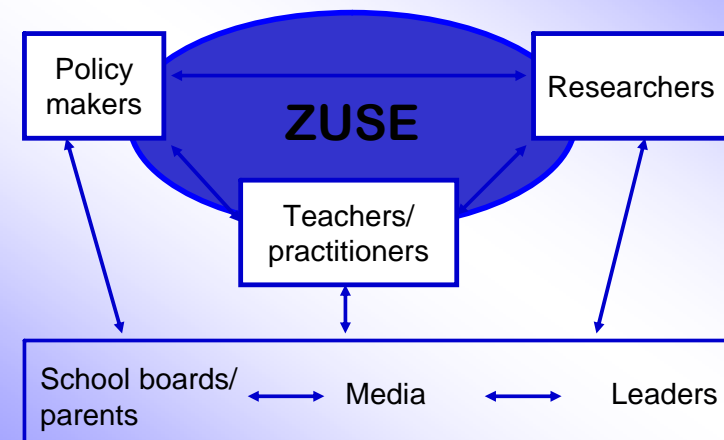 Policy
makers
Researchers
ZUSE
Teachers/
practitioners
School boards/
parents
Media
Leaders